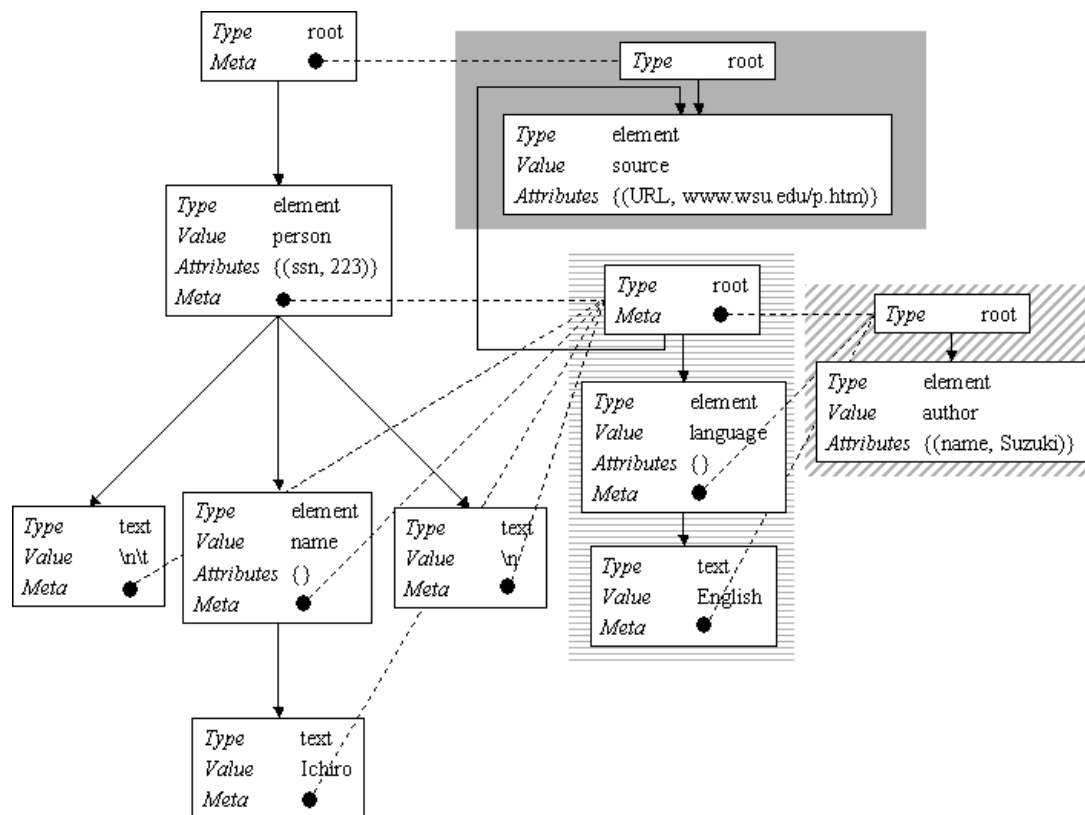 Type root
Meta
Type root
Type element
Value source
Attributes {(URL, www.wsu.edu/p.htm)}
Type element
Value person
Attributes {(ssn, 223)}
Meta
Type root
Meta
Type root
Type element
Value author
Attributes {(name, Suzuki)}
Type element
Value language
Attributes {}
Meta
Type text
Value \n\t
Meta
Type element
Value name
Attributes {}
Meta
Type text
Value \n
Meta
Type text
Value English
Meta
Type text
Value Ichiro
Meta